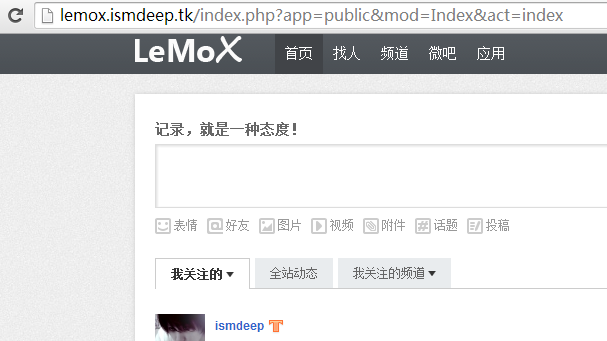 lemox.ismdeep.tk/index.php?app=public&mod=Index&act=index
LeMoX 首页 找人 频道 微吧 应用
记录，就是一种态度！
表情 @好友 图片 视频 附件 #话题 投稿
我关注的 全站动态 我关注的频道
ismdeep T